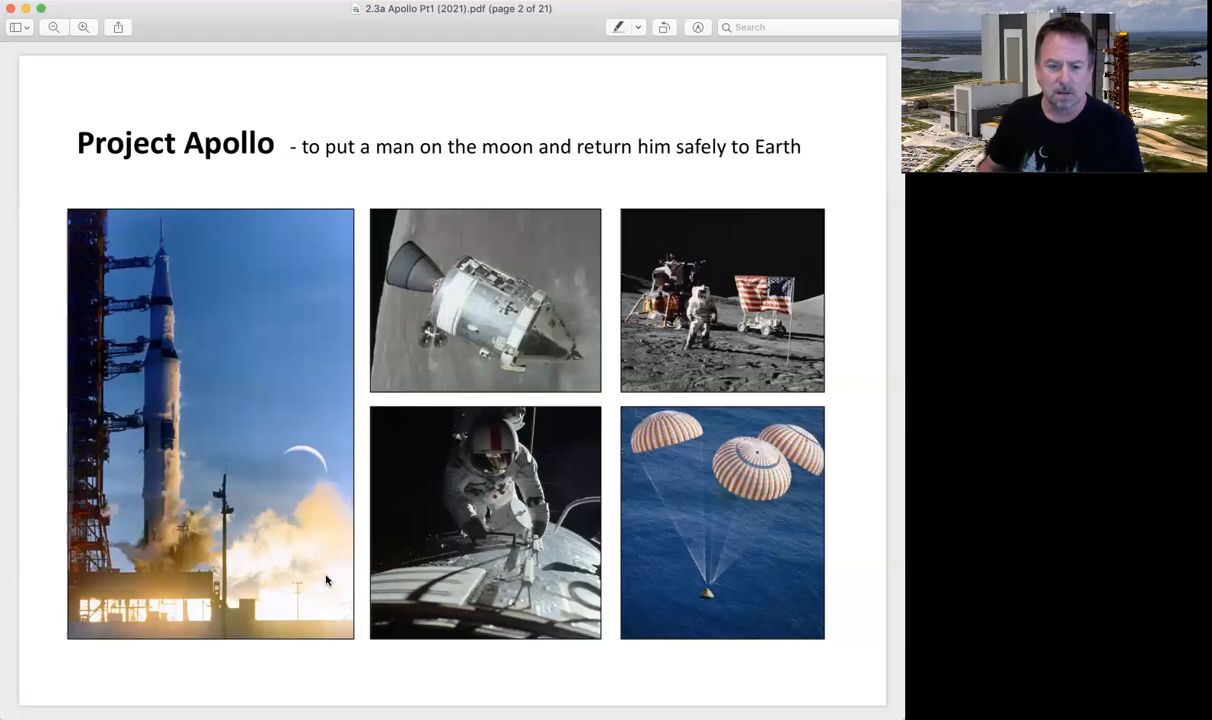 2.3a Apollo Pt1 (2021).pdf (page 2 of 21)
Search
Project Apollo - to put a man on the moon and return him safely to Earth